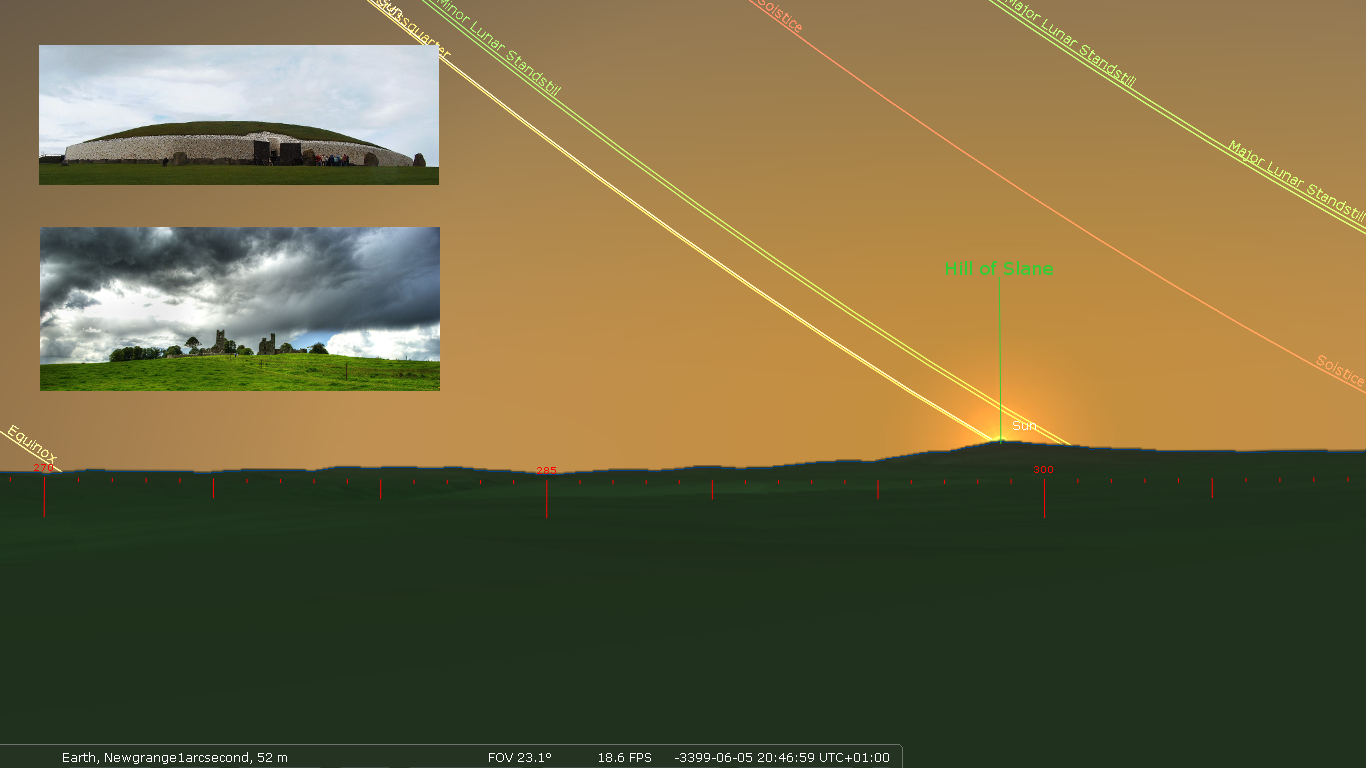 Minor Lunar Standstill
Solstice
Major Lunar Standstill
Major Lunar Standstill
Hill of Slane
Solstice
Sun
Equinox
270
285
300
Earth, Newgrange1arcsecond, 52 m
FOV 23.1°
18.6 FPS
-3399-06-05 20:46:59 UTC+01:00